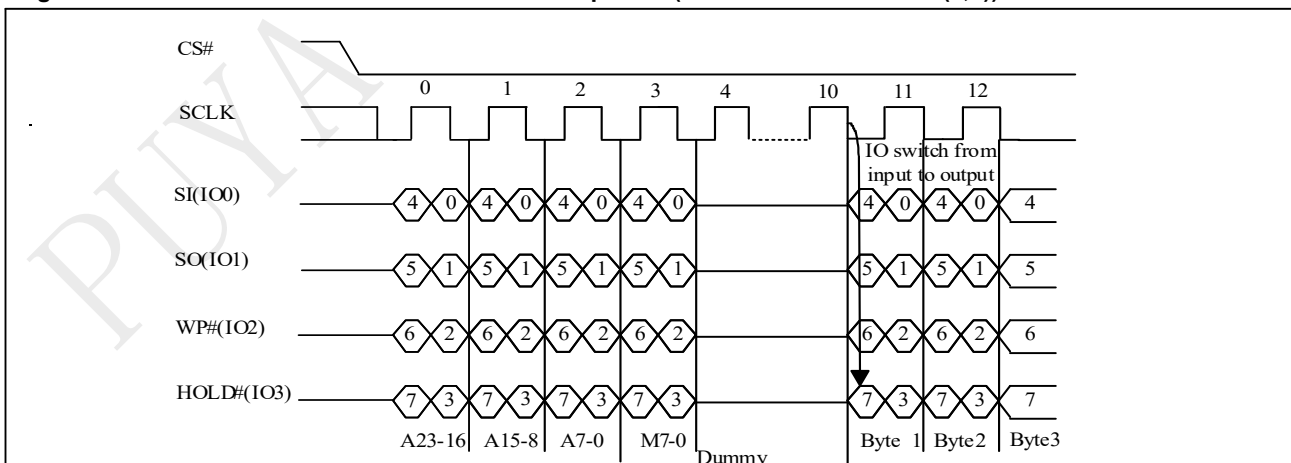 CS#
0 1 2 3 4 10 11 12
SCLK
IO switch from
input to output
SI(IO0)
4 0 4 0 4 0 4 0 4 0 4 0 4
SO(IO1)
5 1 5 1 5 1 5 1 5 1 5 1 5
WP#(IO2)
6 2 6 2 6 2 6 2 6 2 6 2 6
HOLD#(IO3)
7 3 7 3 7 3 7 3 7 3 7 3 7
A23-16 A15-8 A7-0 M7-0 Byte 1 Byte2 Byte3
Dummy
PUYA